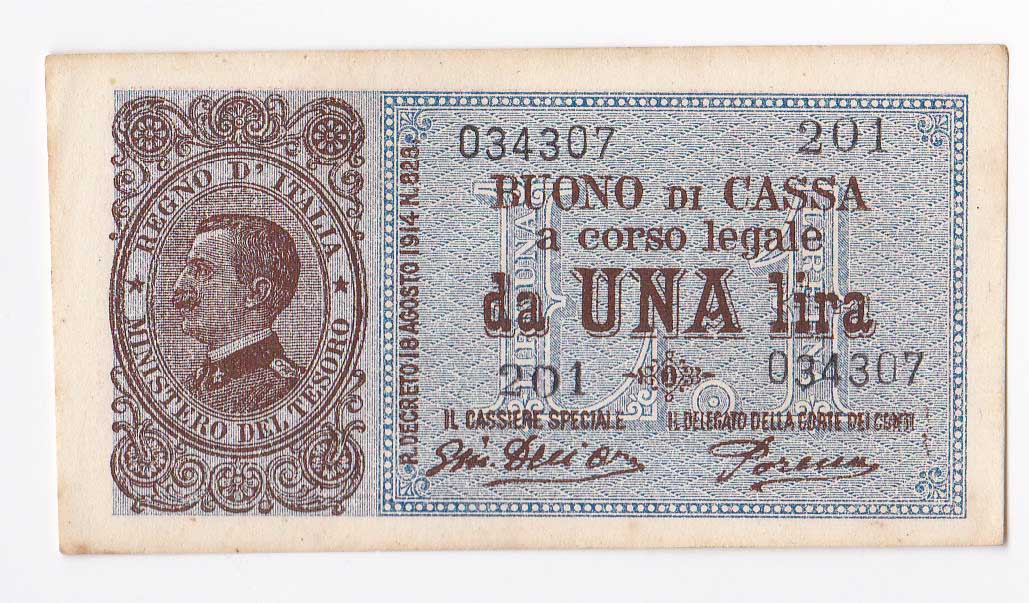 REGNO D'ITALIA
MINISTERO DEL TESORO
R. DECRETO 18 AGOSTO 1914 N. 828.
034307 201
BUONO DI CASSA
a corso legale
da UNA lira
201 034307
IL CASSIERE SPECIALE IL DELEGATO DELLA CORTE DEI CONTI